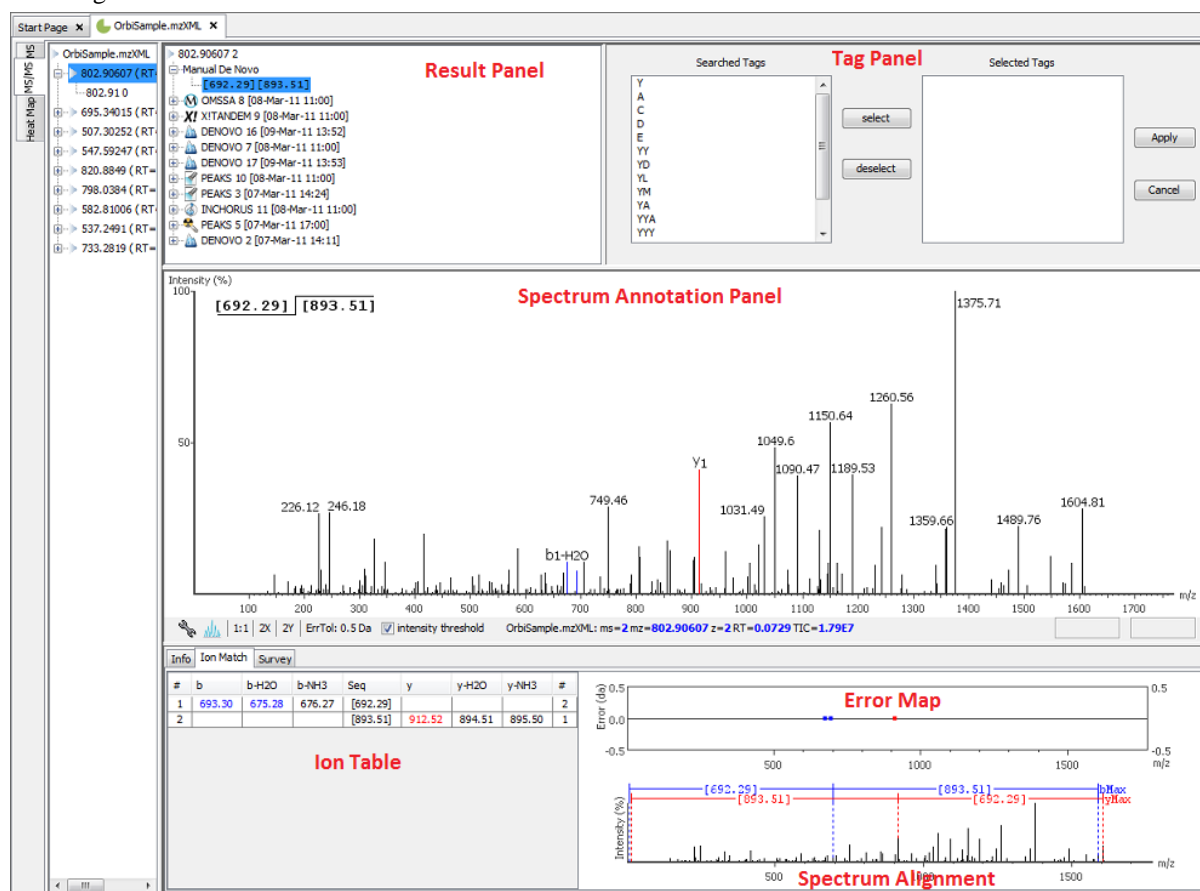 Start Page OrbiSample.mzXML
MS
MS/MS
Heat Map
OrbiSample.mzXML
802.90607 (RT=
802.91 0
695.34015 (RT=
507.30252 (RT=
547.59247 (RT=
820.8849 (RT=
798.0384 (RT=
582.81006 (RT=
537.2491 (RT=
733.2819 (RT=
802.90607 2
Manual De Novo
[692.29][893.51]
OMSSA 8 [08-Mar-11 11:00]
X! X!TANDEM 9 [08-Mar-11 11:00]
DENOVO 16 [09-Mar-11 13:52]
DENOVO 7 [08-Mar-11 11:00]
DENOVO 17 [09-Mar-11 13:53]
PEAKS 10 [08-Mar-11 11:00]
PEAKS 3 [07-Mar-11 14:24]
INCHORUS 11 [08-Mar-11 11:00]
PEAKS 5 [07-Mar-11 17:00]
DENOVO 2 [07-Mar-11 14:11]
Result Panel
Tag Panel
Searched Tags
Y
A
C
D
E
YY
YD
YL
YM
YA
YYA
YYY
select
deselect
Selected Tags
Apply
Cancel
Intensity (%)
100
50
[692.29] [893.51]
Spectrum Annotation Panel
226.12
246.18
b1-H2O
749.46
y1
1031.49
1049.6
1090.47
1150.64
1189.53
1260.56
1359.66
1375.71
1489.76
1604.81
100 200 300 400 500 600 700 800 900 1000 1100 1200 1300 1400 1500 1600 1700 m/z
1:1 2X 2Y ErrTol: 0.5 Da intensity threshold OrbiSample.mzXML: ms=2 mz=802.90607 z=2 RT=0.0729 TIC=1.79E7
Info Ion Match Survey
# b b-H2O b-NH3 Seq y y-H2O y-NH3 #
1 693.30 675.28 676.27 [692.29] 2
2 [893.51] 912.52 894.51 895.50 1
Ion Table
Error (da)
0.5
0.0
-0.5
0.5
-0.5
Error Map
500 1000 1500 m/z
Intensity (%)
[692.29] [893.51] bMax
[893.51] [692.29] yMax
500 1000 1500
Spectrum Alignment